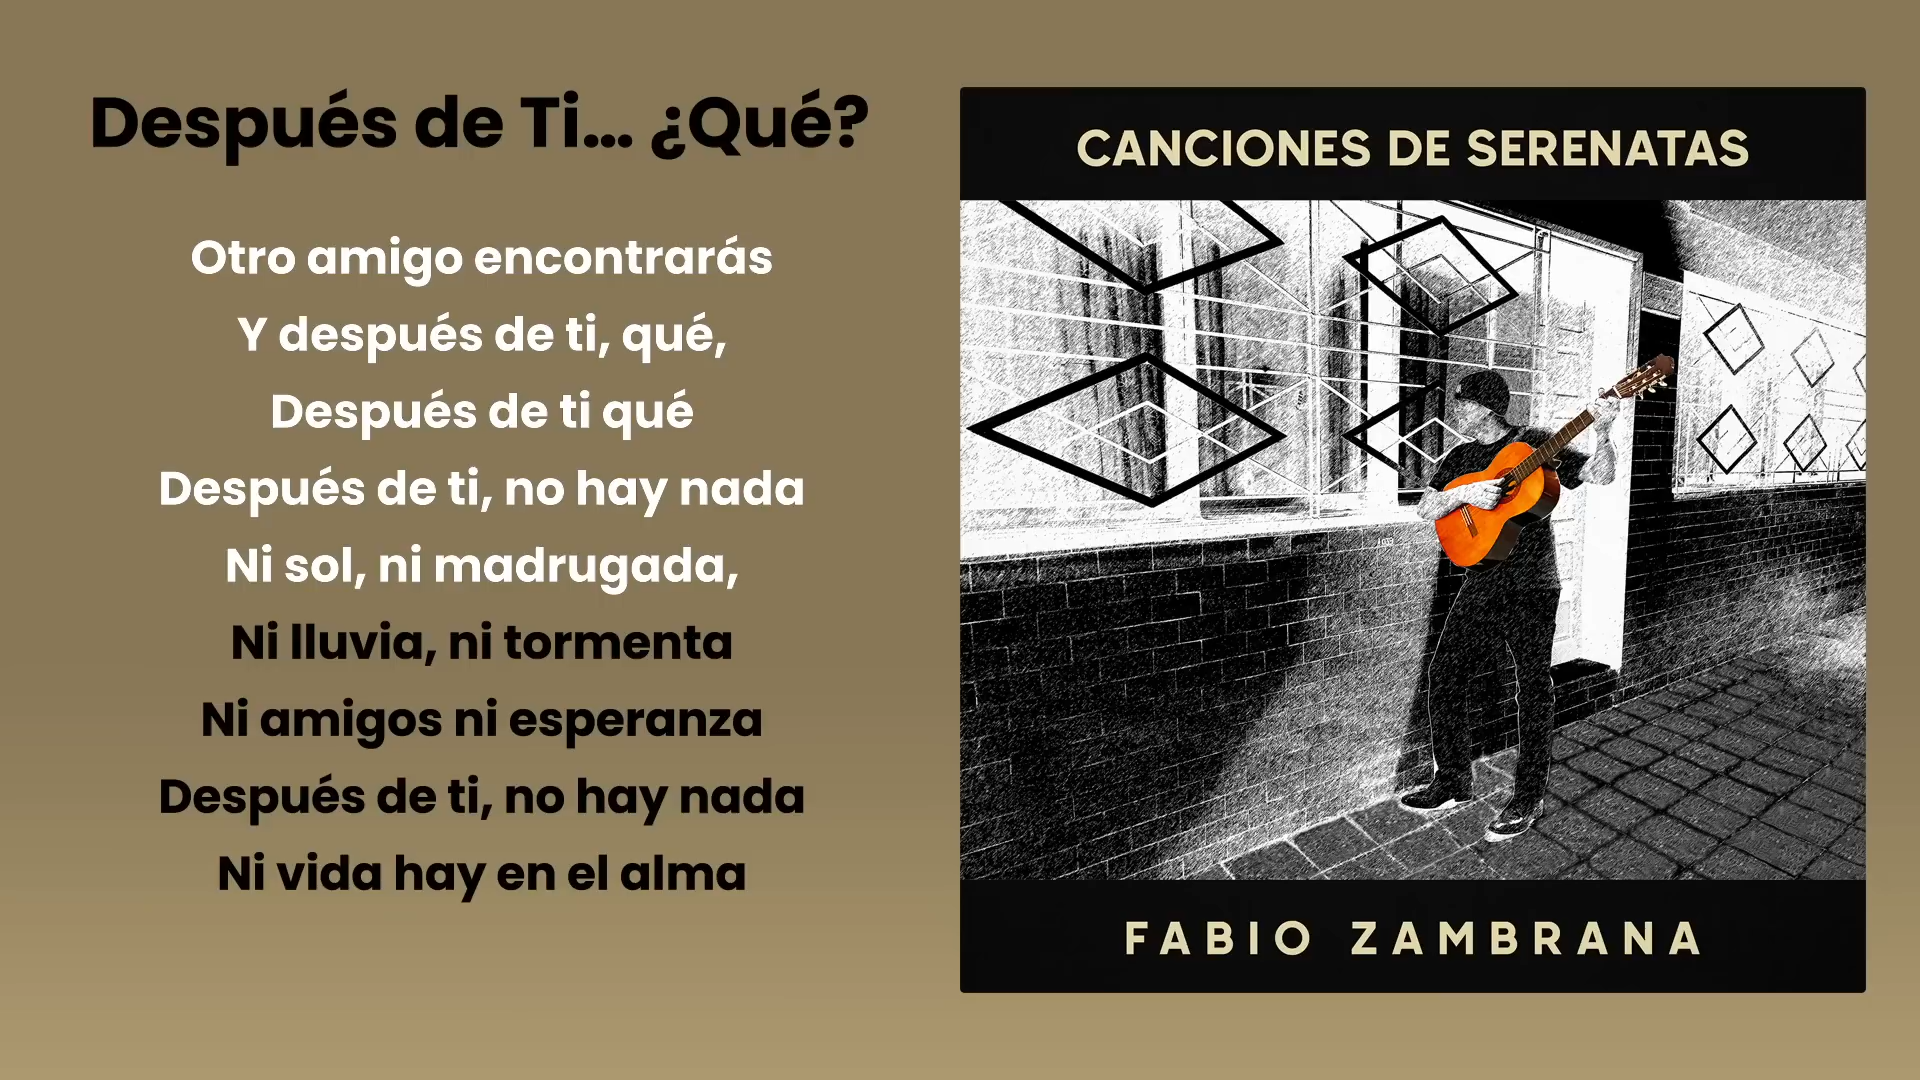 Después de Ti... ¿Qué?
Otro amigo encontrarás
Y después de ti, qué,
Después de ti qué
Después de ti, no hay nada
Ni sol, ni madrugada,
Ni lluvia, ni tormenta
Ni amigos ni esperanza
Después de ti, no hay nada
Ni vida hay en el alma
CANCIONES DE SERENATAS
FABIO ZAMBRANA